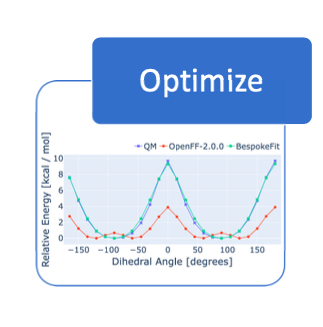 Optimize
QM OpenFF-2.0.0 BespokeFit
Relative Energy [kcal / mol]
10
8
6
4
2
0
−150 −100 −50 0 50 100 150
Dihedral Angle [degrees]